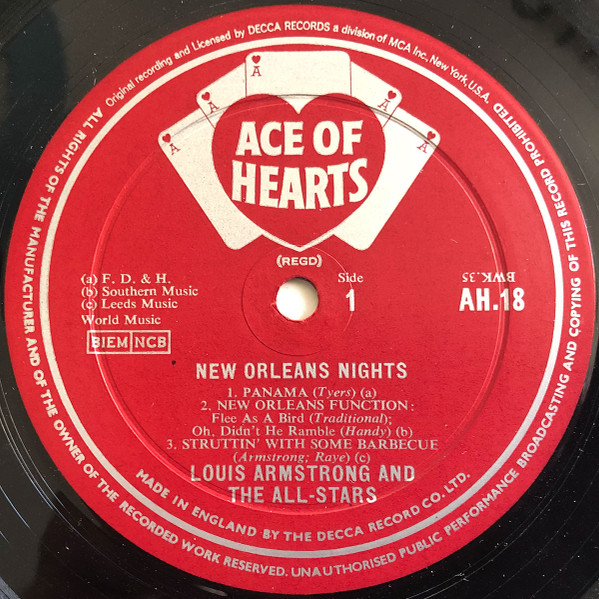 Original recording and Licensed by DECCA RECORDS a division of MCA Inc, New York, U.S.A.
ALL RIGHTS OF THE MANUFACTURER AND OF THE OWNER OF THE RECORDED WORK RESERVED. UNAUTHORISED PUBLIC PERFORMANCE BROADCASTING AND COPYING OF THIS RECORD PROHIBITED
A
A
A
A
A
ACE OF
HEARTS
(REGD)
(a) F. D. & H.
(b) Southern Music
(c) Leeds Music
World Music
BIEM NCB
Side
1
BWK.35
AH.18
NEW ORLEANS NIGHTS
1. PANAMA (Tyers) (a)
2. NEW ORLEANS FUNCTION:
Flee As A Bird (Traditional);
Oh, Didn't He Ramble (Handy) (b)
3. STRUTTIN' WITH SOME BARBECUE
(Armstrong; Raye) (c)
LOUIS ARMSTRONG AND
THE ALL-STARS
MADE IN ENGLAND BY THE DECCA RECORD CO. LTD.